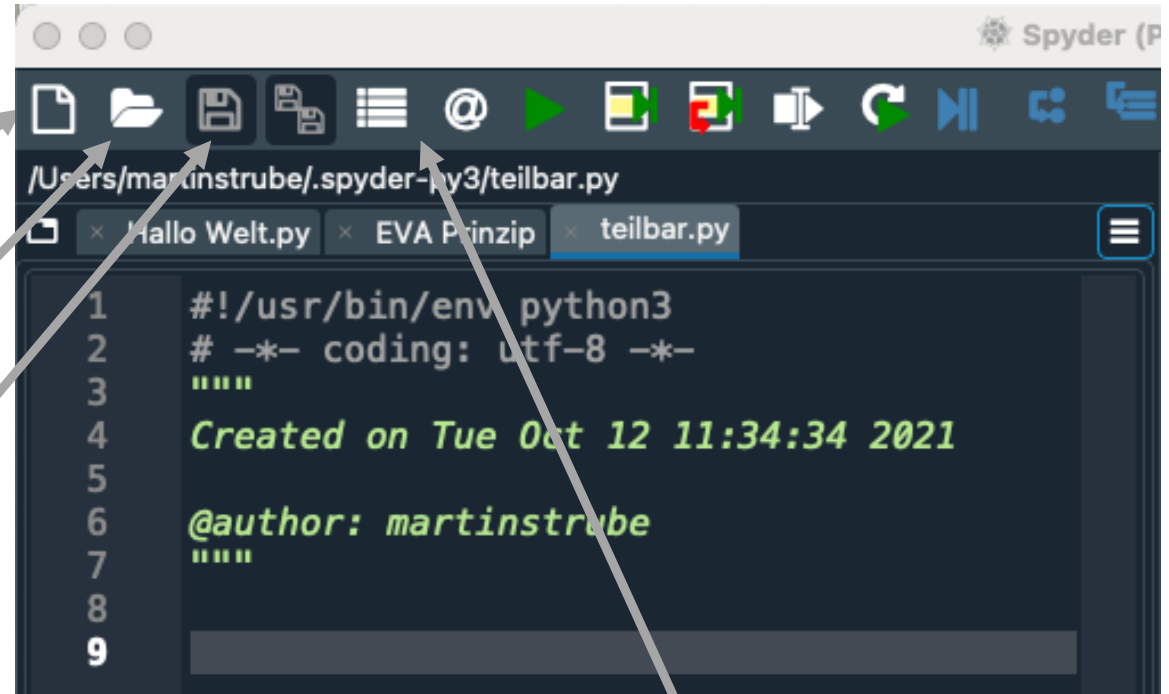 Spyder (P
@
/Users/martinstrube/.spyder-py3/teilbar.py
× Hallo Welt.py × EVA Prinzip × teilbar.py
1 #!/usr/bin/env python3
2 # -*- coding: utf-8 -*-
3 """
4 Created on Tue Oct 12 11:34:34 2021
5
6 @author: martinstrube
7 """
8
9